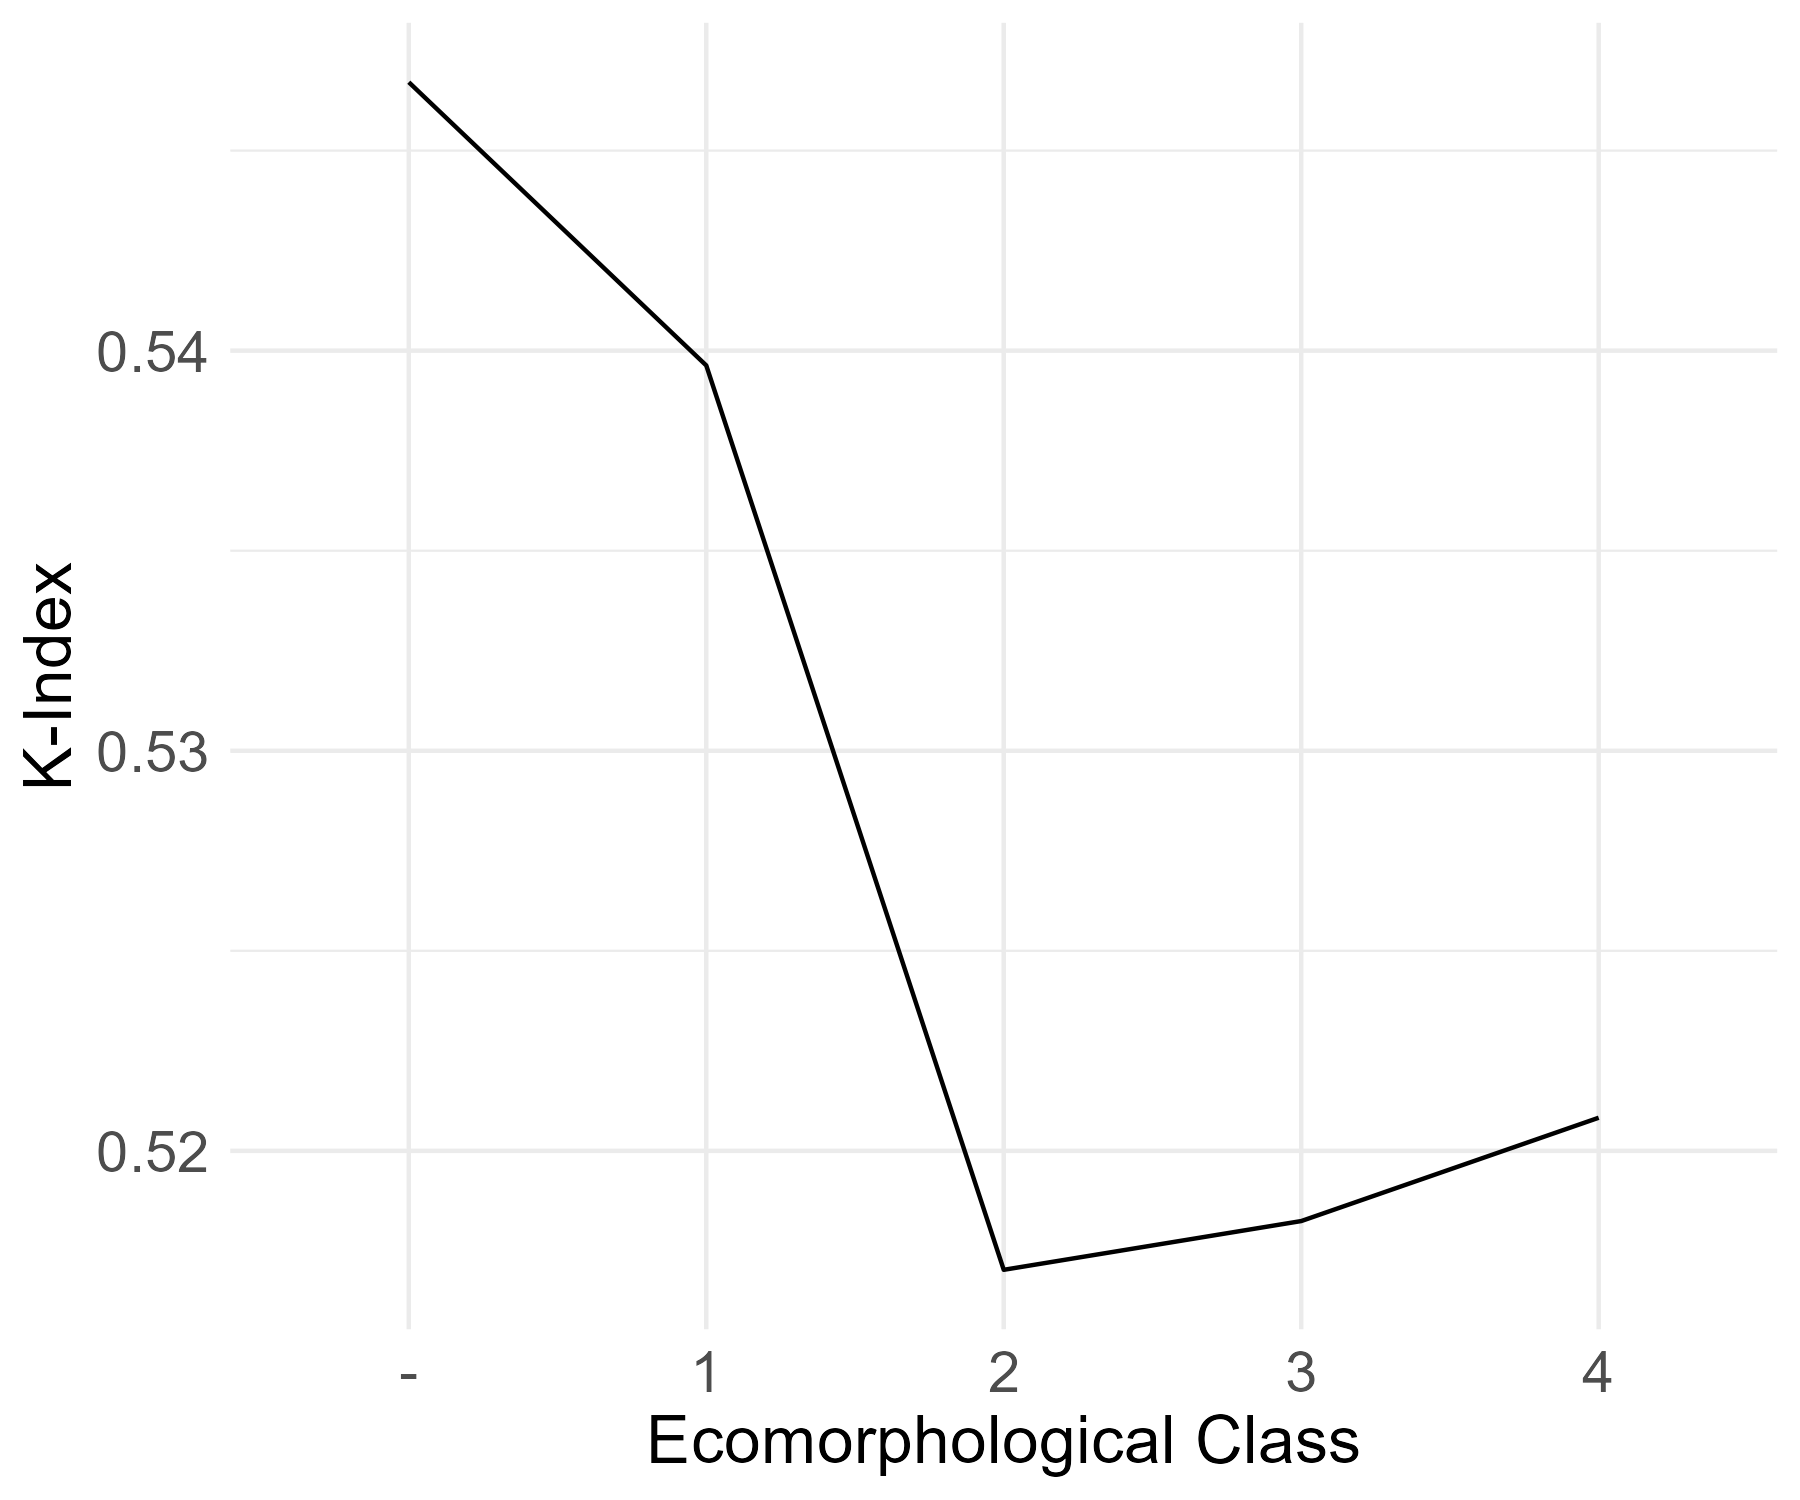 K-Index
0.54
0.53
0.52
- 1 2 3 4
Ecomorphological Class